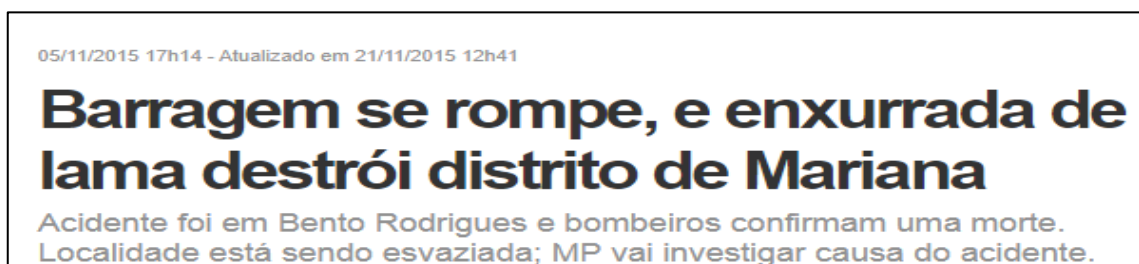 05/11/2015 17h14 - Atualizado em 21/11/2015 12h41
Barragem se rompe, e enxurrada de
lama destrói distrito de Mariana
Acidente foi em Bento Rodrigues e bombeiros confirmam uma morte.
Localidade está sendo esvaziada; MP vai investigar causa do acidente.